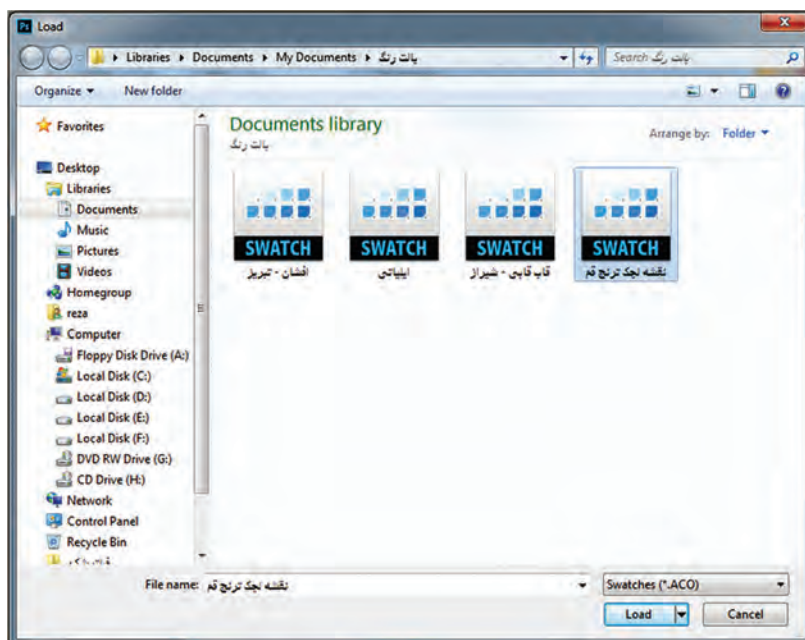 Load
Libraries ▸ Documents ▸ My Documents ▸ پالت رنگ
Search پالت رنگ
Organize
New folder
Favorites
Desktop
Libraries
Documents
Music
Pictures
Videos
Homegroup
reza
Computer
Floppy Disk Drive (A:)
Local Disk (C:)
Local Disk (D:)
Local Disk (E:)
Local Disk (F:)
DVD RW Drive (G:)
CD Drive (H:)
Network
Control Panel
Recycle Bin
Documents library
پالت رنگ
Arrange by: Folder
SWATCH
افشان - تبریز
SWATCH
ایلیاتی
SWATCH
قاب قابی - شیراز
SWATCH
نقشه لچک ترنج قم
File name: نقشه لچک ترنج قم
Swatches (*.ACO)
Load
Cancel